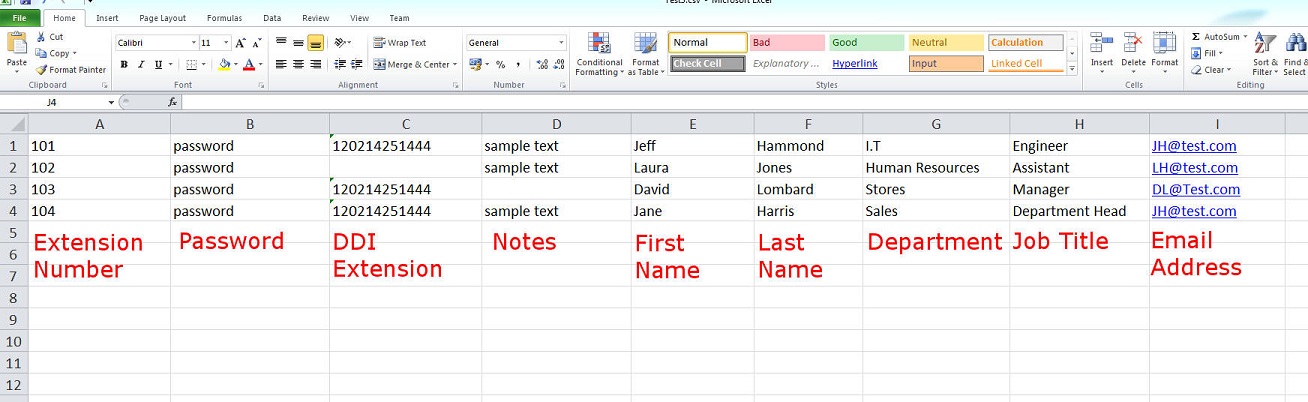 Test5.csv - Microsoft Excel
File Home Insert Page Layout Formulas Data Review View Team
Cut
Copy
Format Painter
Paste
Calibri 11 A A
B I U A
Wrap Text
Merge & Center
General
% , .00 .0
Conditional Formatting
Format as Table
Normal Bad Good Neutral Calculation
Check Cell Explanatory ... Hyperlink Input Linked Cell
Insert Delete Format
Σ AutoSum
Fill
Clear
Sort & Filter
Find & Select
Clipboard Font Alignment Number Styles Cells Editing
J4 fx
A B C D E F G H I
1 101 password 120214251444 sample text Jeff Hammond I.T Engineer JH@test.com
2 102 password sample text Laura Jones Human Resources Assistant LH@test.com
3 103 password 120214251444 David Lombard Stores Manager DL@Test.com
4 104 password 120214251444 sample text Jane Harris Sales Department Head JH@test.com
5
6
7
8
9
10
11
12
Extension Number
Password
DDI Extension
Notes
First Name
Last Name
Department
Job Title
Email Address